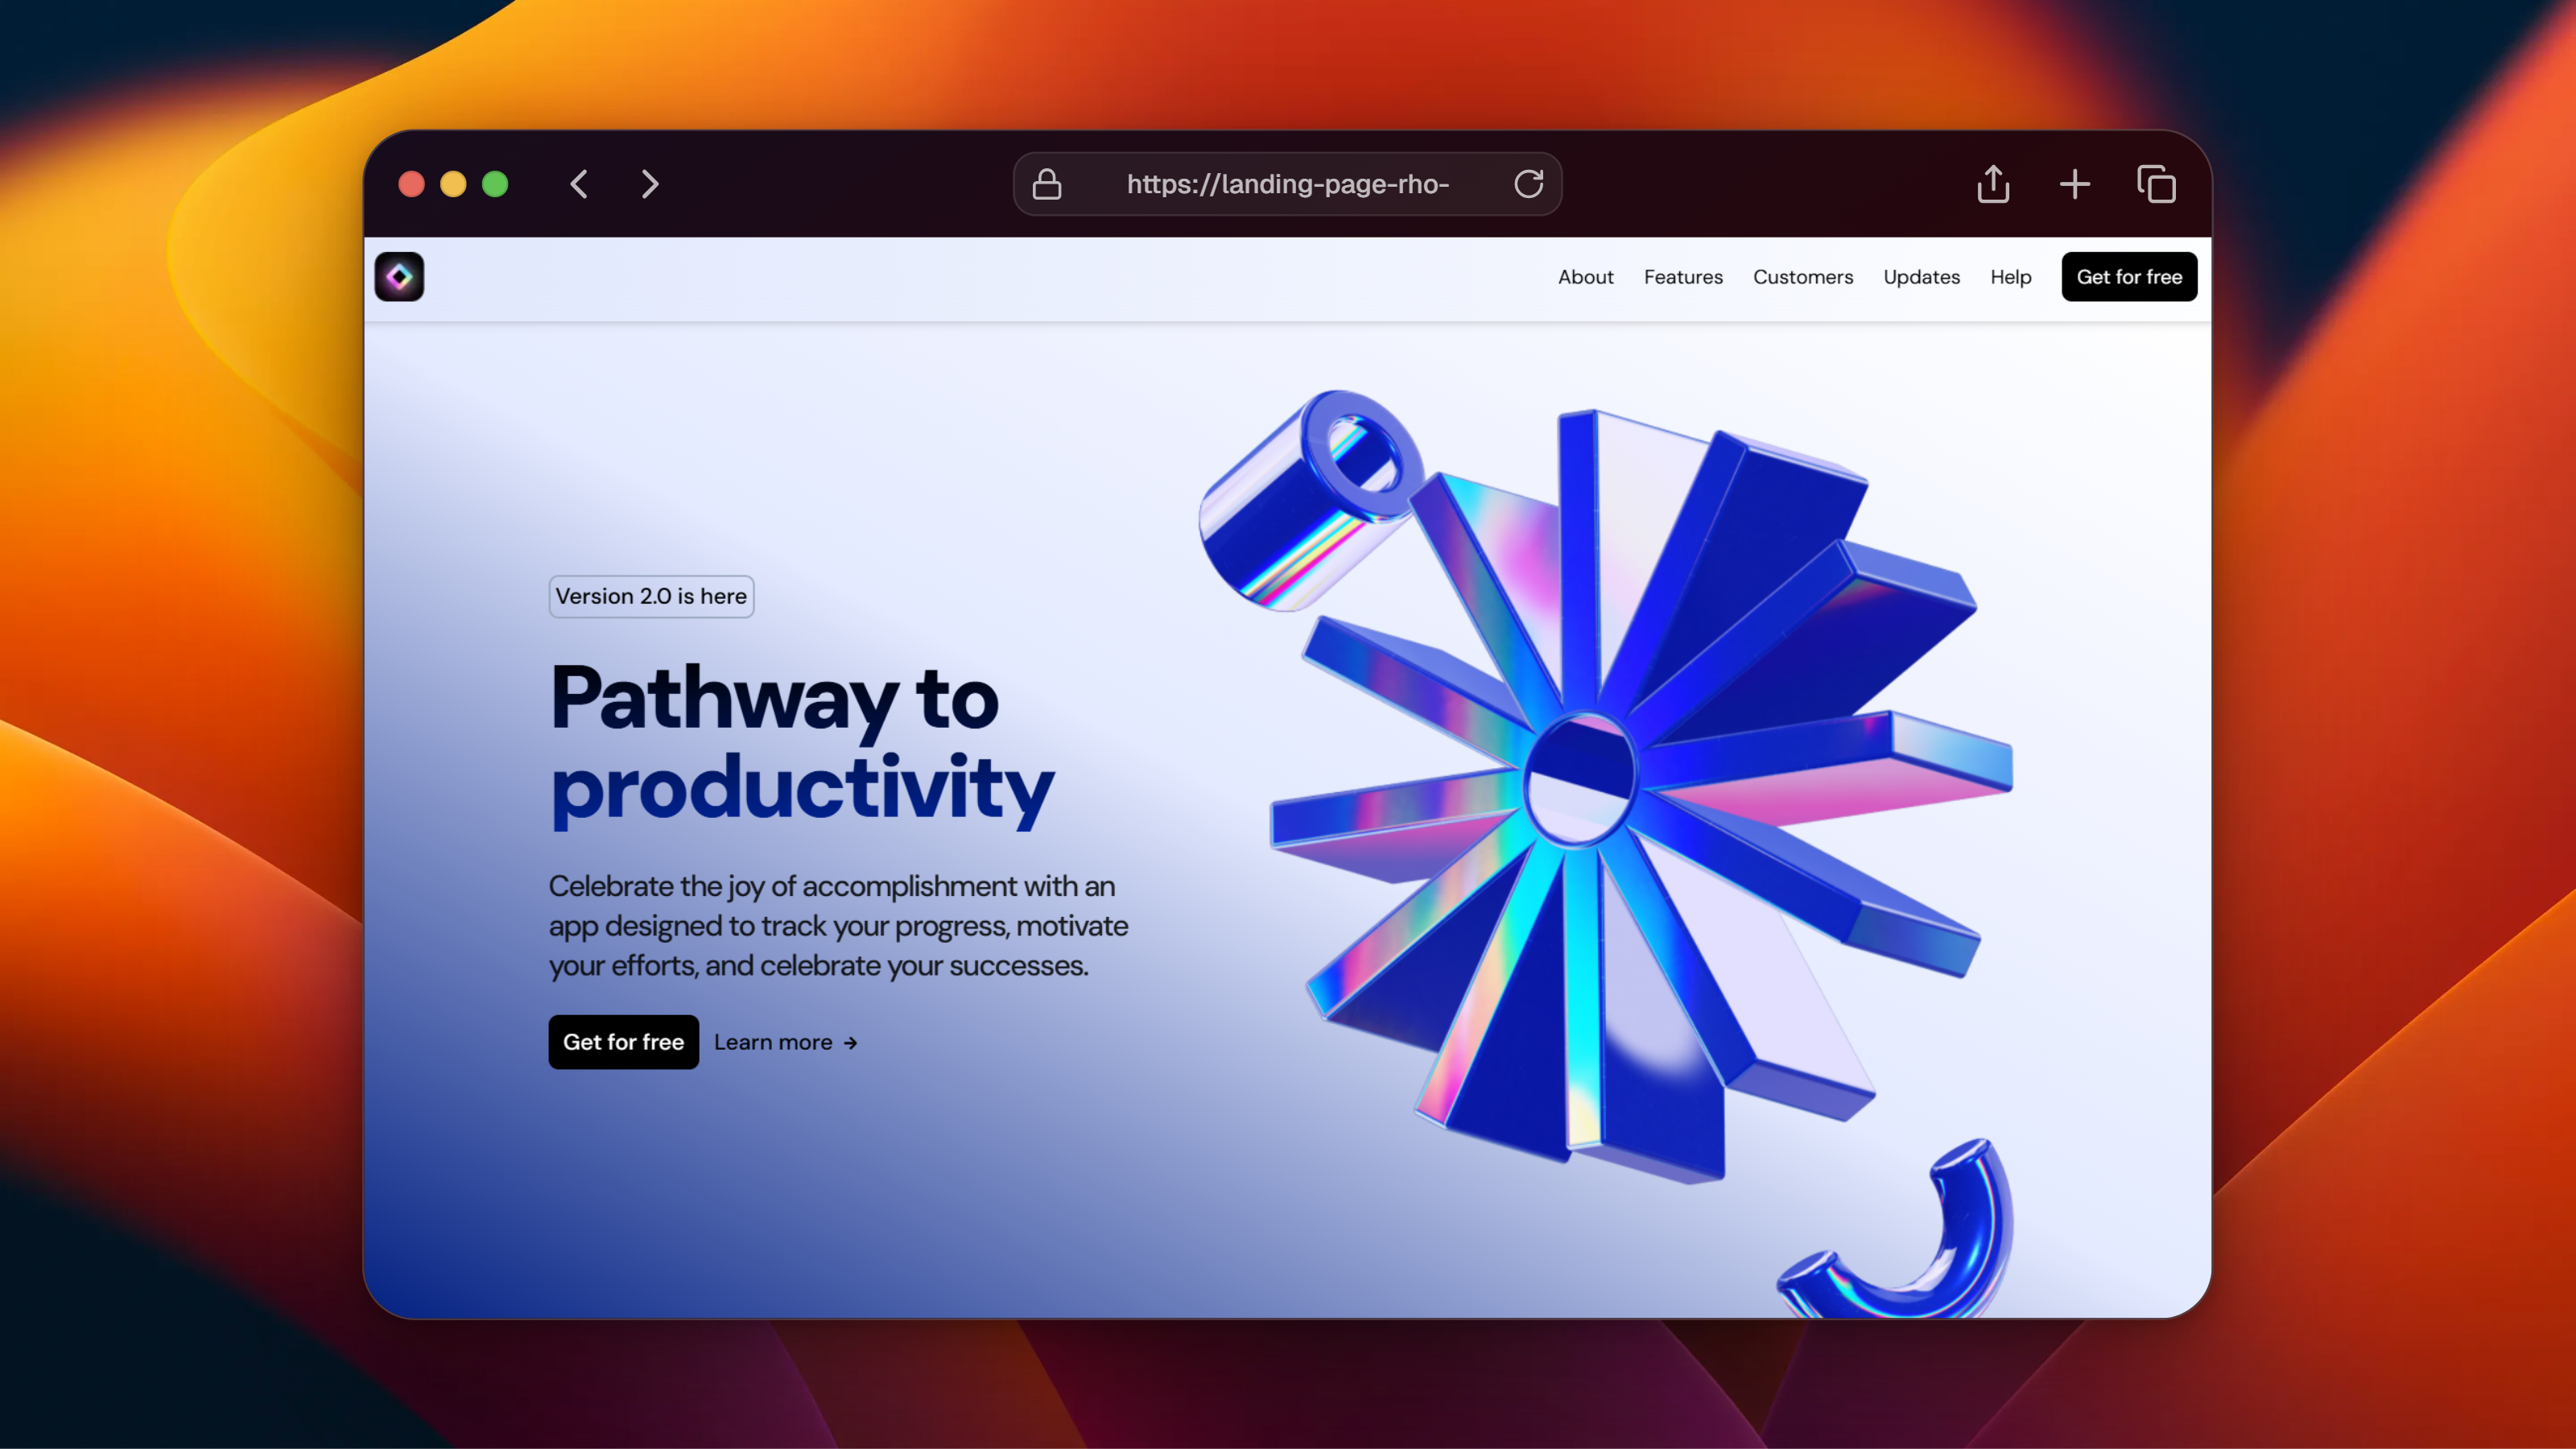 https://landing-page-rho-
About Features Customers Updates Help Get for free
Version 2.0 is here
Pathway to
productivity
Celebrate the joy of accomplishment with an
app designed to track your progress, motivate
your efforts, and celebrate your successes.
Get for free Learn more →